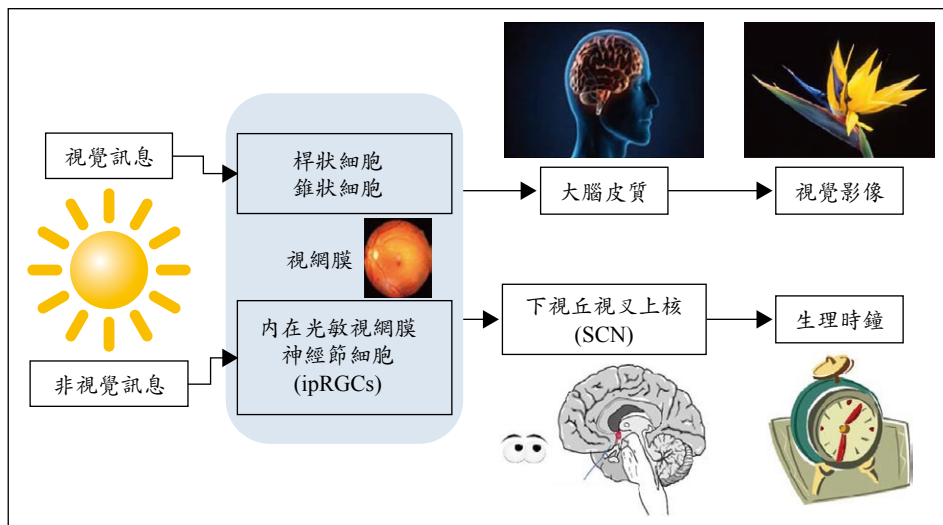 視覺訊息
桿狀細胞
錐狀細胞
大腦皮質
視覺影像
視網膜
非視覺訊息
內在光敏視網膜
神經節細胞
(ipRGCs)
下視丘視叉上核
(SCN)
生理時鐘